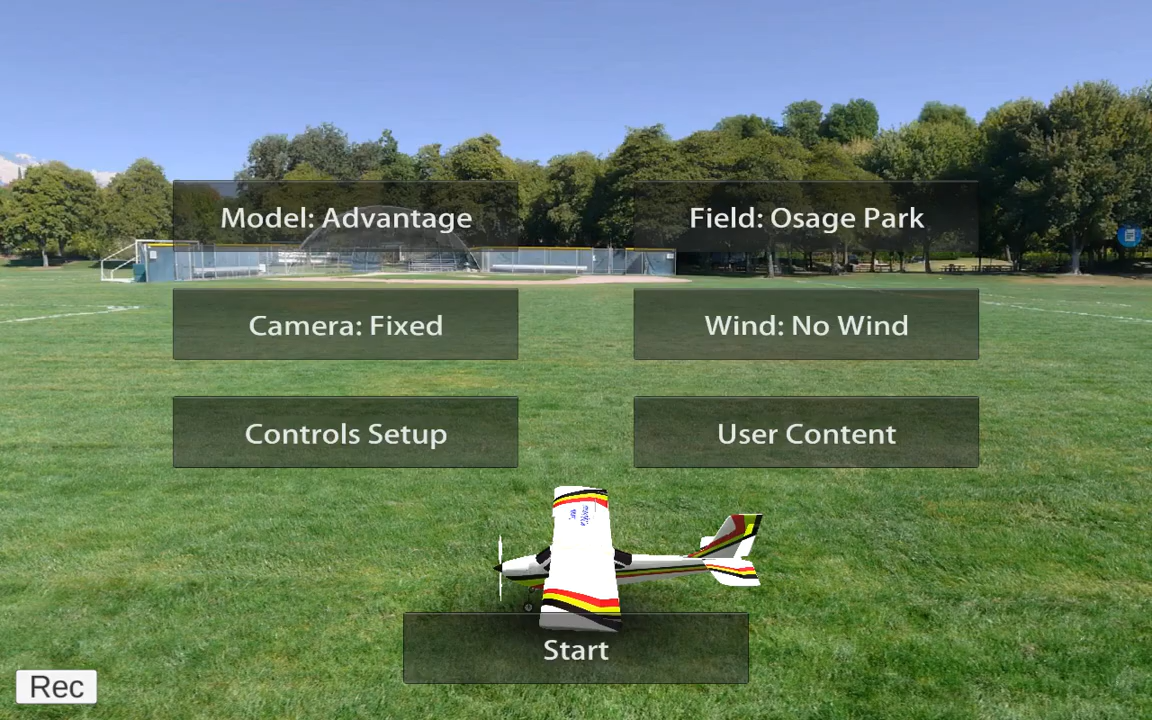 Model: Advantage
Field: Osage Park
Camera: Fixed
Wind: No Wind
Controls Setup
User Content
Start
Rec